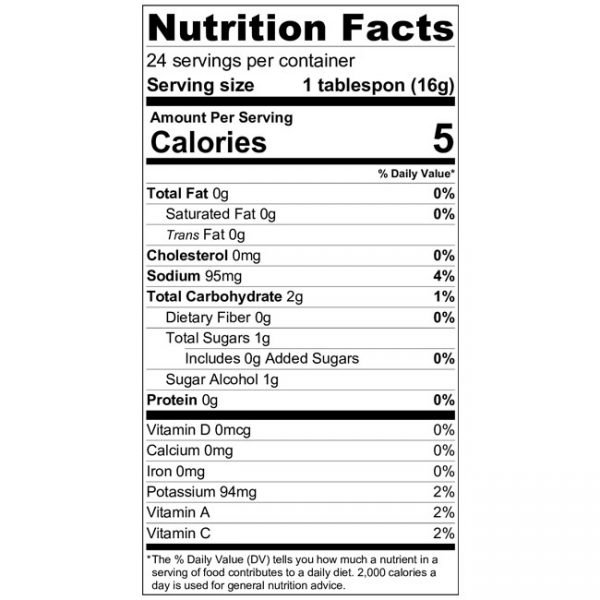 Nutrition Facts
24 servings per container
Serving size 1 tablespon (16g)
Amount Per Serving
Calories 5
% Daily Value*
Total Fat 0g 0%
Saturated Fat 0g 0%
Trans Fat 0g
Cholesterol 0mg 0%
Sodium 95mg 4%
Total Carbohydrate 2g 1%
Dietary Fiber 0g 0%
Total Sugars 1g
Includes 0g Added Sugars 0%
Sugar Alcohol 1g
Protein 0g 0%
Vitamin D 0mcg 0%
Calcium 0mg 0%
Iron 0mg 0%
Potassium 94mg 2%
Vitamin A 2%
Vitamin C 2%
*The % Daily Value (DV) tells you how much a nutrient in a
serving of food contributes to a daily diet. 2,000 calories a
day is used for general nutrition advice.